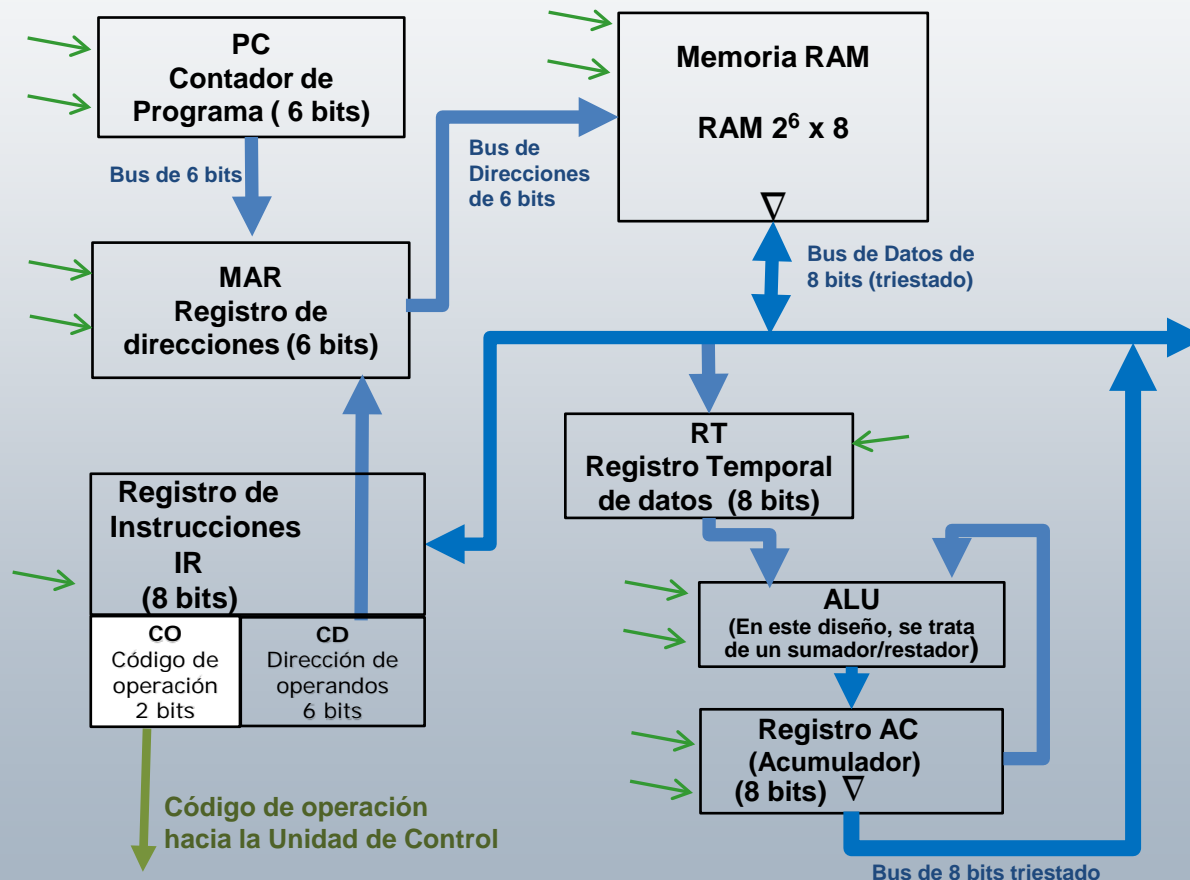 PC
Contador de
Programa ( 6 bits)
Bus de 6 bits
MAR
Registro de
direcciones (6 bits)
Bus de
Direcciones
de 6 bits
Memoria RAM
RAM 2⁶ x 8
Bus de Datos de
8 bits (triestado)
RT
Registro Temporal
de datos (8 bits)
Registro de
Instrucciones
IR
(8 bits)
CO
Código de
operación
2 bits
CD
Dirección de
operandos
6 bits
ALU
(En este diseño, se trata
de un sumador/restador)
Registro AC
(Acumulador)
(8 bits)
Código de operación
hacia la Unidad de Control
Bus de 8 bits triestado